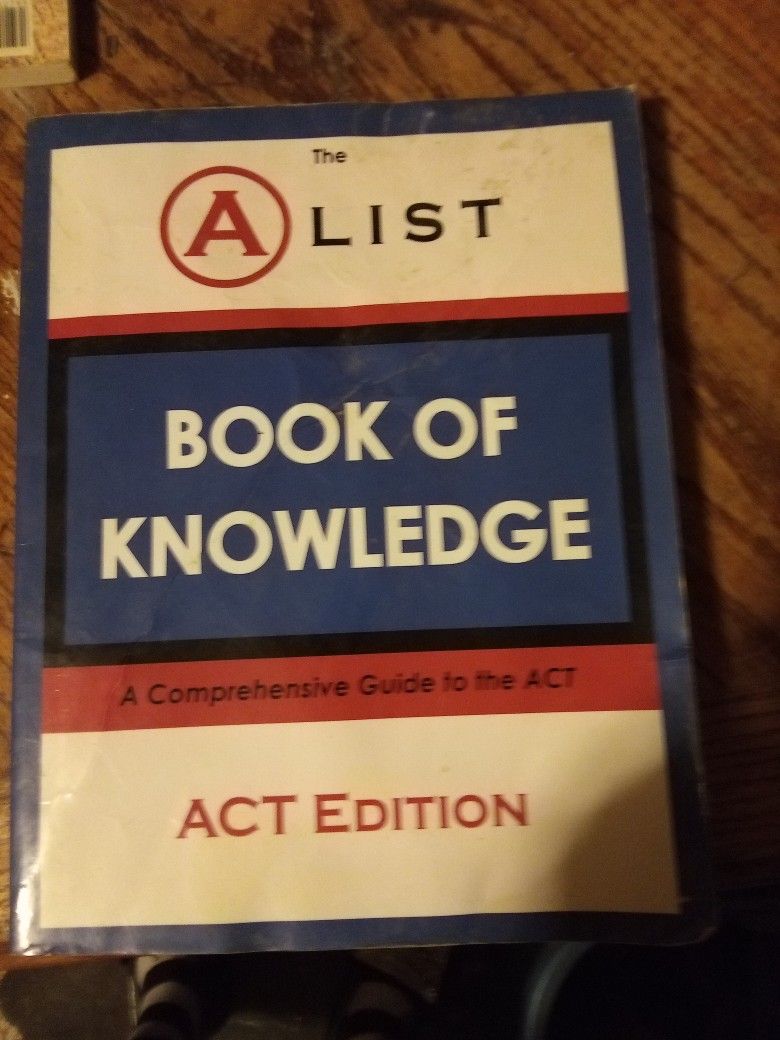 The
A LIST
BOOK OF
KNOWLEDGE
A Comprehensive Guide to the ACT
ACT EDITION